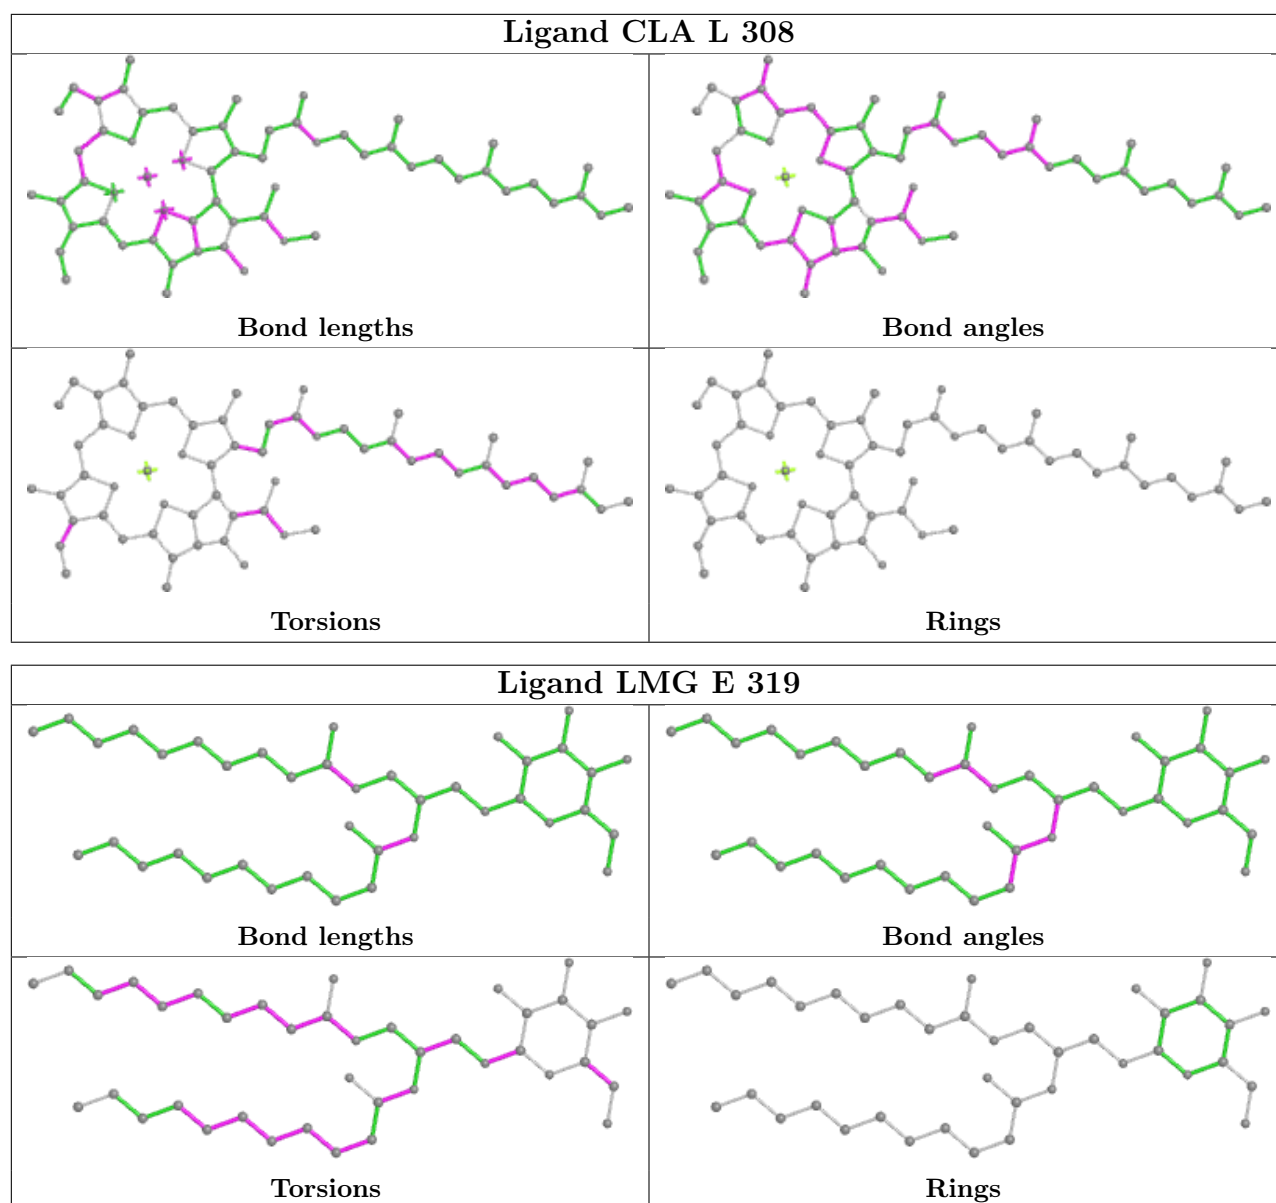 Ligand CLA L 308
Bond lengths
Bond angles
Torsions
Rings
Ligand LMG E 319
Bond lengths
Bond angles
Torsions
Rings